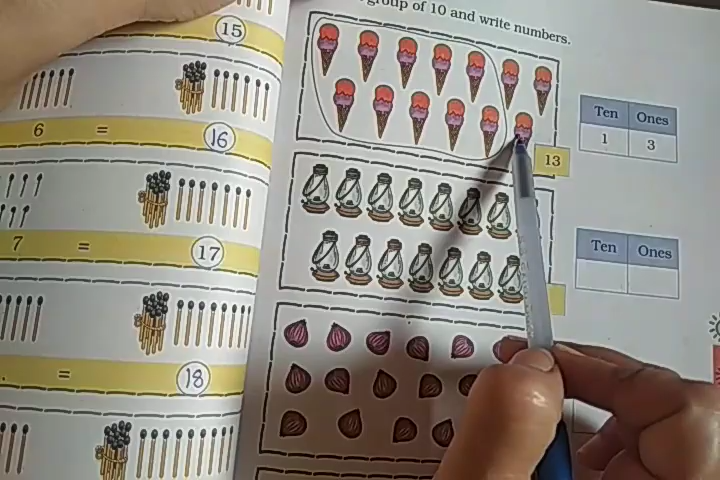 15
16
6 =
7 = 17
= 18
group of 10 and write numbers.
Ten Ones
1 3
13
Ten Ones